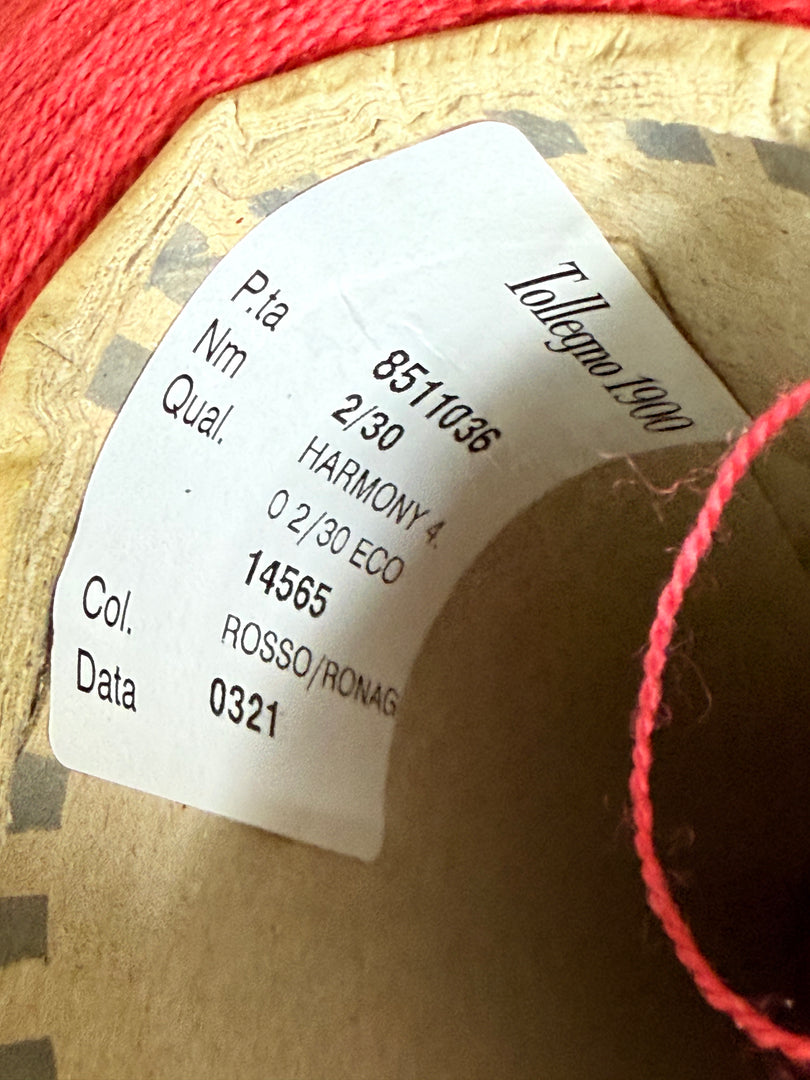 Tollegno 1900
P.ta 8511036
Nm 2/30
Qual. HARMONY 4.
0 2/30 ECO
Col. 14565
ROSSO/RONAG
Data 0321